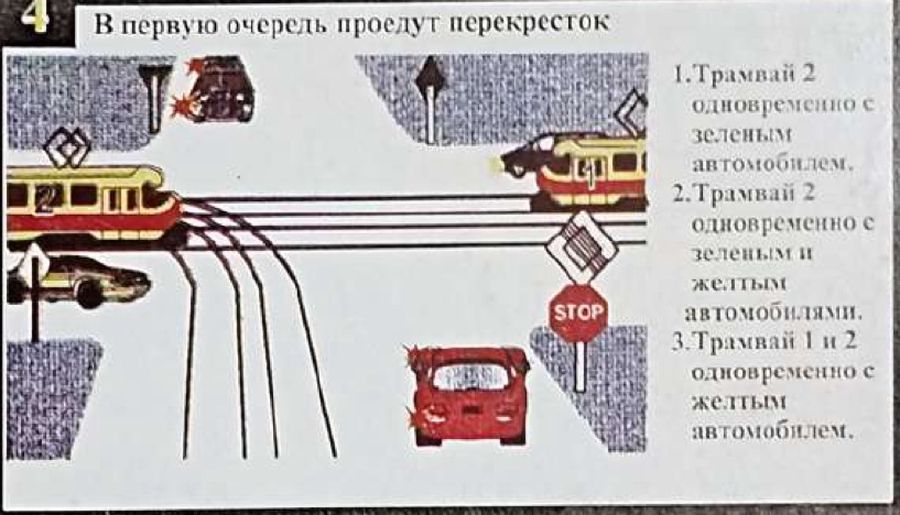 4
В первую очередь проедут перекресток
1.Трамвай 2
одновременно с
зеленым
автомобилем.
2.Трамвай 2
одновременно с
зеленым и
желтым
автомобилями.
3.Трамвай 1 и 2
одновременно с
желтым
автомобилем.
2
1
STOP